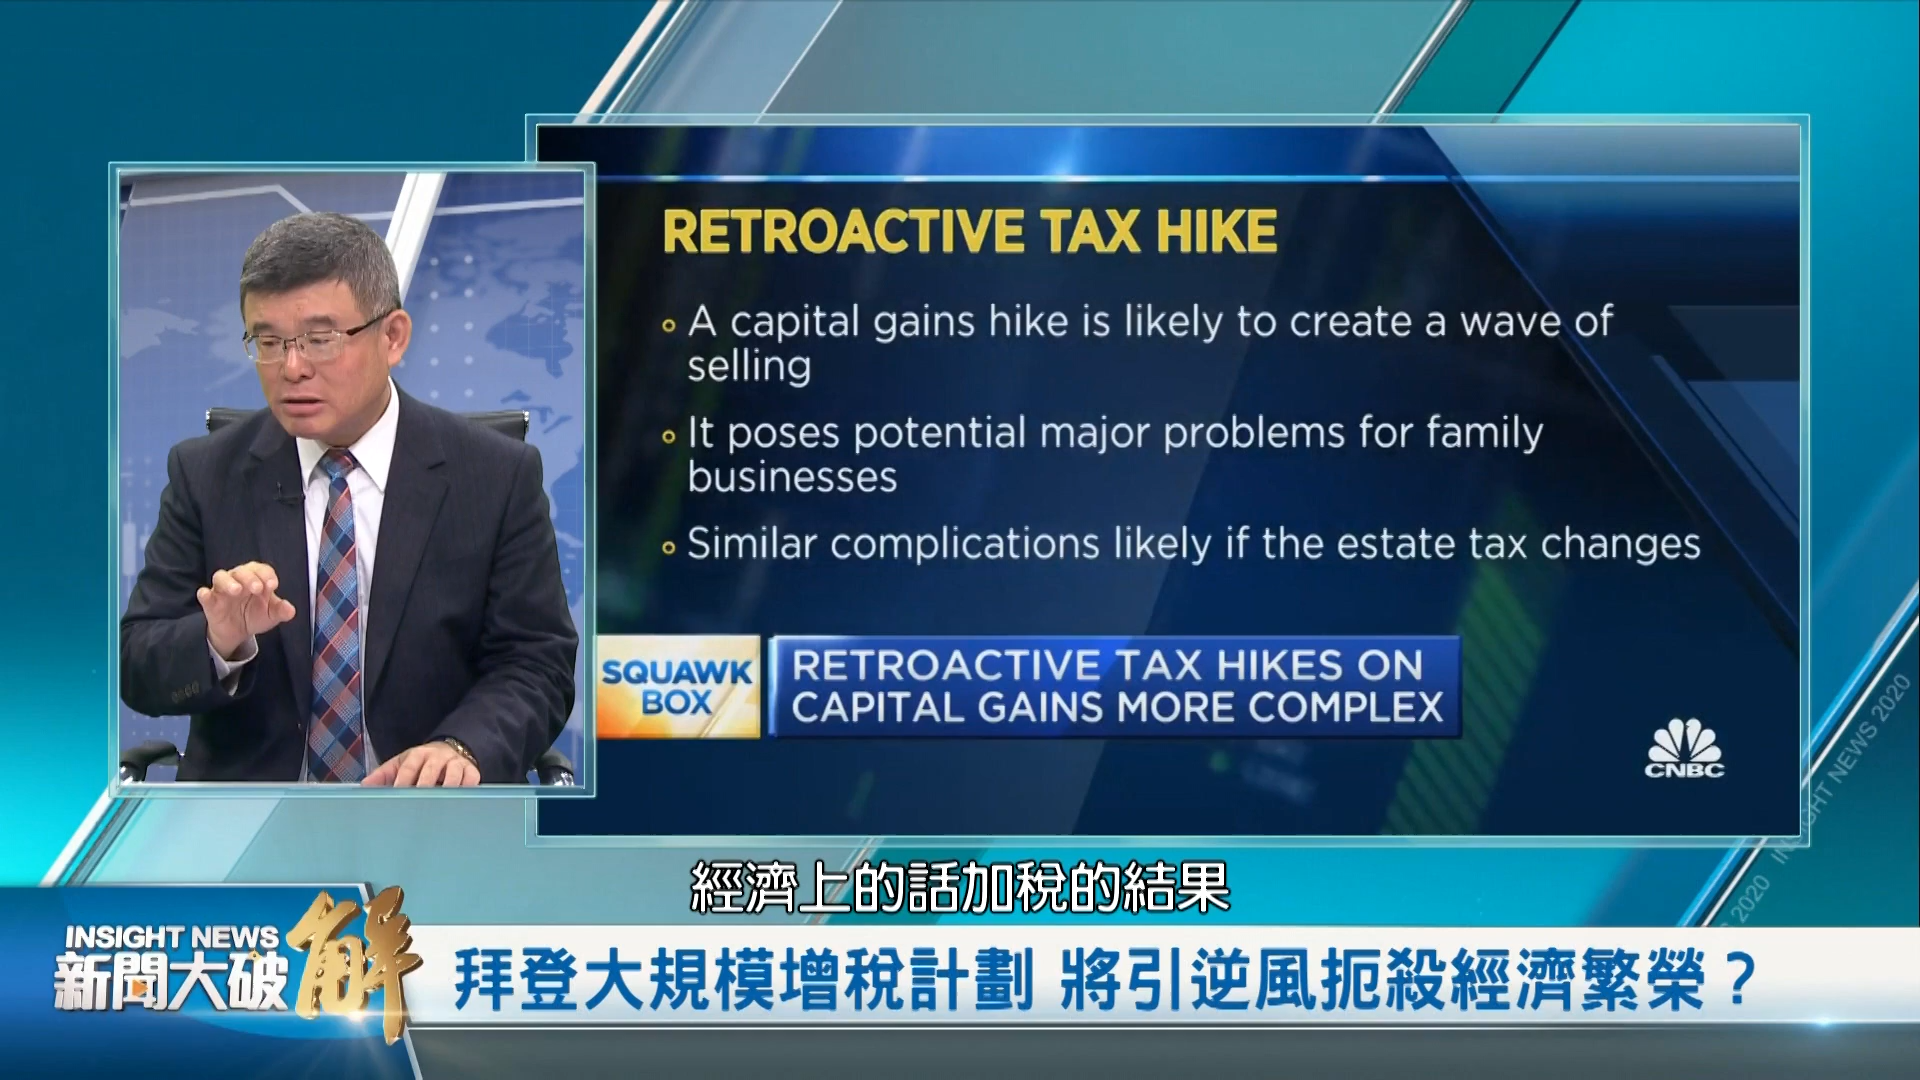 RETROACTIVE TAX HIKE
A capital gains hike is likely to create a wave of
selling
It poses potential major problems for family
businesses
Similar complications likely if the estate tax changes
SQUAWK
BOX
RETROACTIVE TAX HIKES ON
CAPITAL GAINS MORE COMPLEX
CNBC
INSIGHT NEWS 2020
2020
經濟上的話加稅的結果
INSIGHT NEWS
新聞大破解
拜登大規模增稅計劃 將引逆風扼殺經濟繁榮？